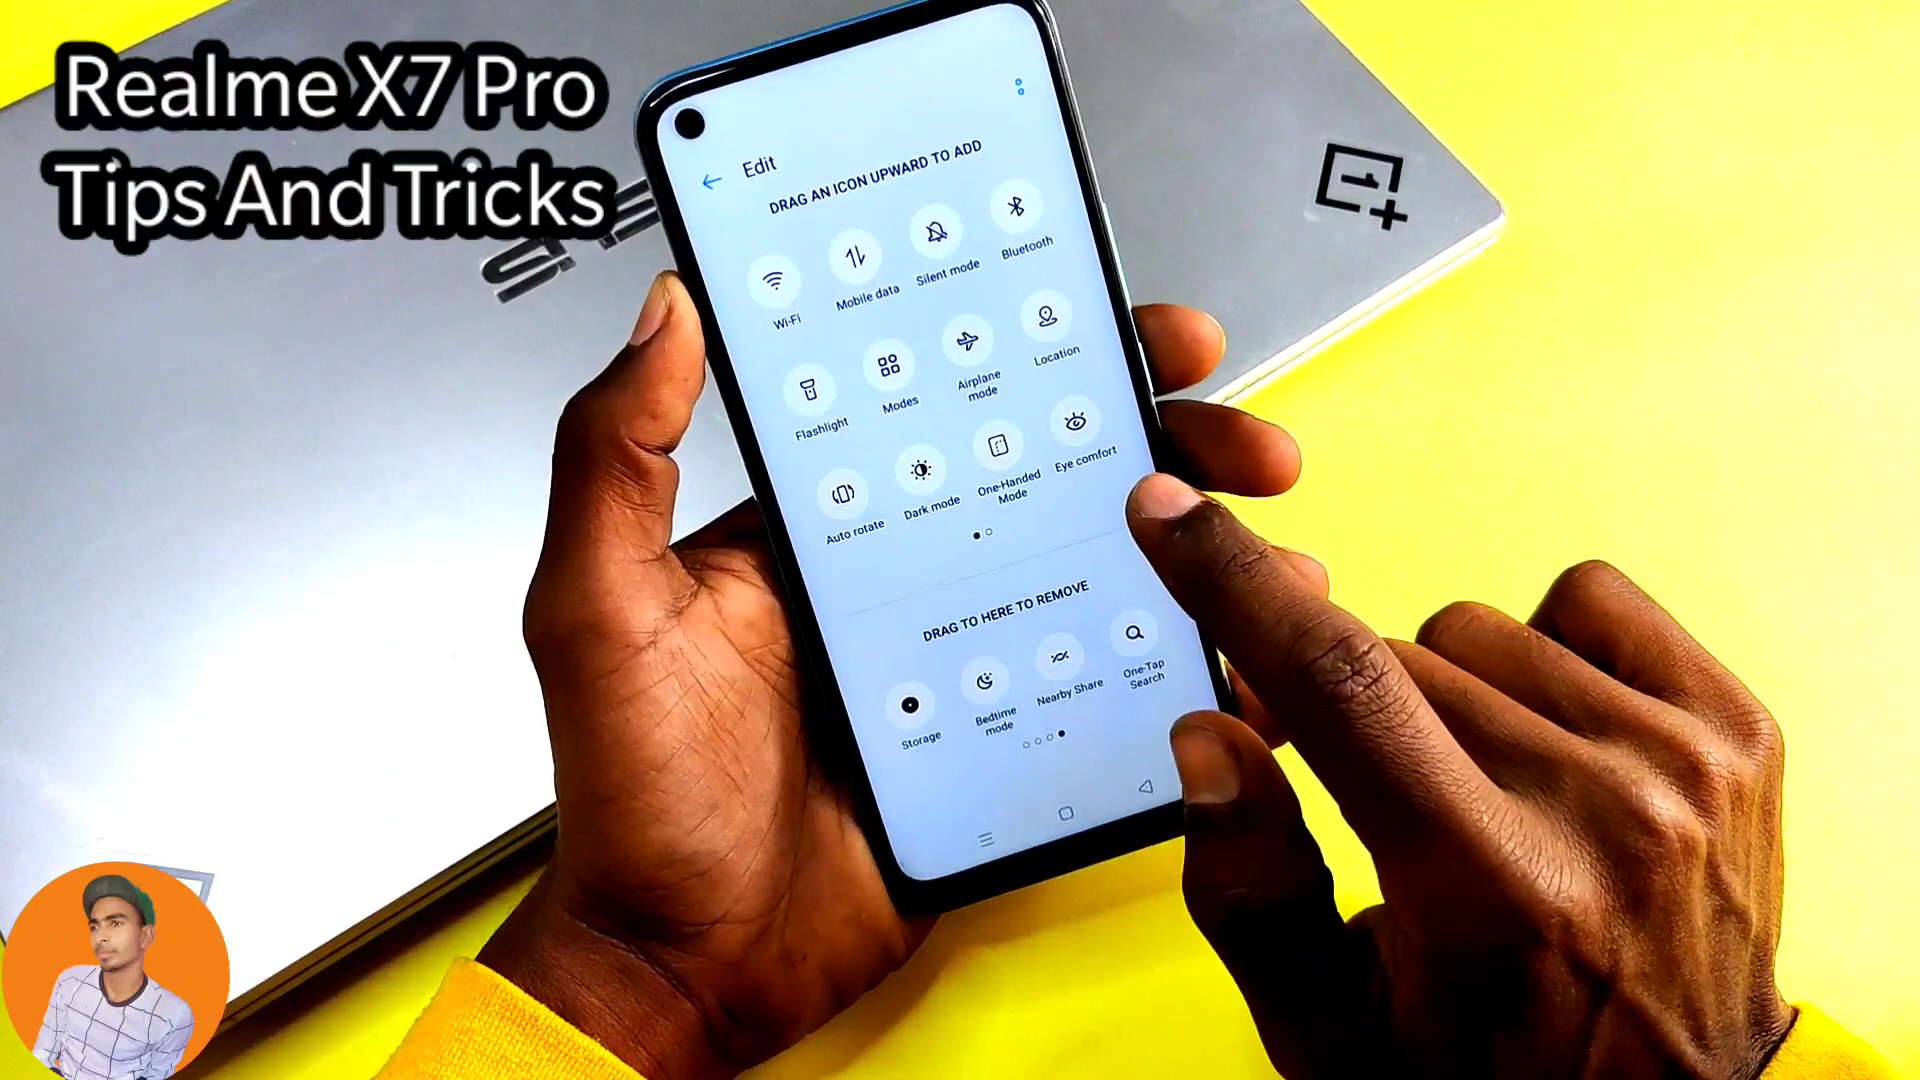 Realme X7 Pro
Tips And Tricks
Edit
DRAG AN ICON UPWARD TO ADD
Wi-Fi
Mobile data
Silent mode
Bluetooth
Flashlight
Modes
Airplane
mode
Location
Auto rotate
Dark mode
One-Handed
Mode
Eye comfort
DRAG TO HERE TO REMOVE
Storage
Bedtime
mode
Nearby Share
One-Tap
Search
1+